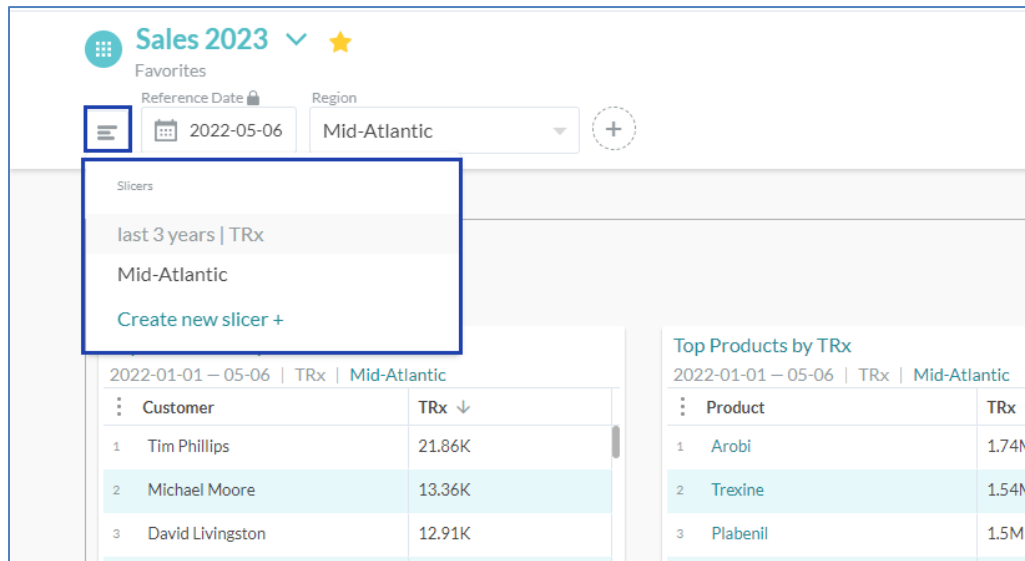 Sales 2023
Favorites
Reference Date
Region
2022-05-06
Mid-Atlantic
+
Slicers
last 3 years | TRx
Mid-Atlantic
Create new slicer +
2022-01-01 — 05-06 | TRx | Mid-Atlantic
Customer TRx ↓
1 Tim Phillips 21.86K
2 Michael Moore 13.36K
3 David Livingston 12.91K
Top Products by TRx
2022-01-01 — 05-06 | TRx | Mid-Atlantic
Product TRx
1 Arobi 1.74M
2 Trexine 1.54M
3 Plabenil 1.5M